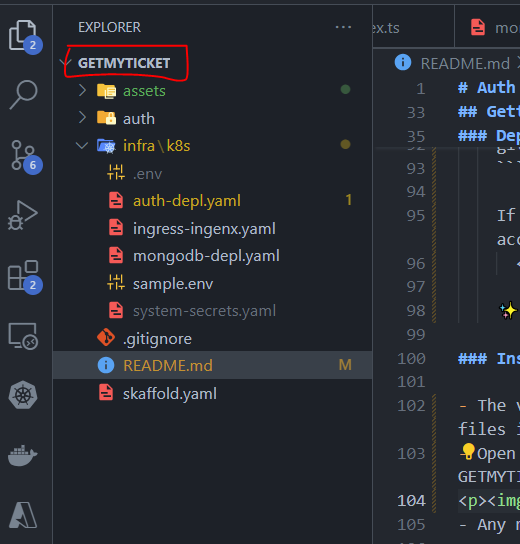 EXPLORER
...
GETMYTICKET
assets
auth
infra\k8s
.env
auth-depl.yaml 1
ingress-ingenx.yaml
mongodb-depl.yaml
sample.env
system-secrets.yaml
.gitignore
README.md M
skaffold.yaml
2
6
2
ex.ts
mo
README.md >
1 # Auth
33 ## Gett
35 ### Dep
93 ```
94
95 If
acc
96 <
97
98
99
100 ### Ins
101
102 - The v
files i
103 - Open
GETMYTI
104 <p><img
105 - Any n